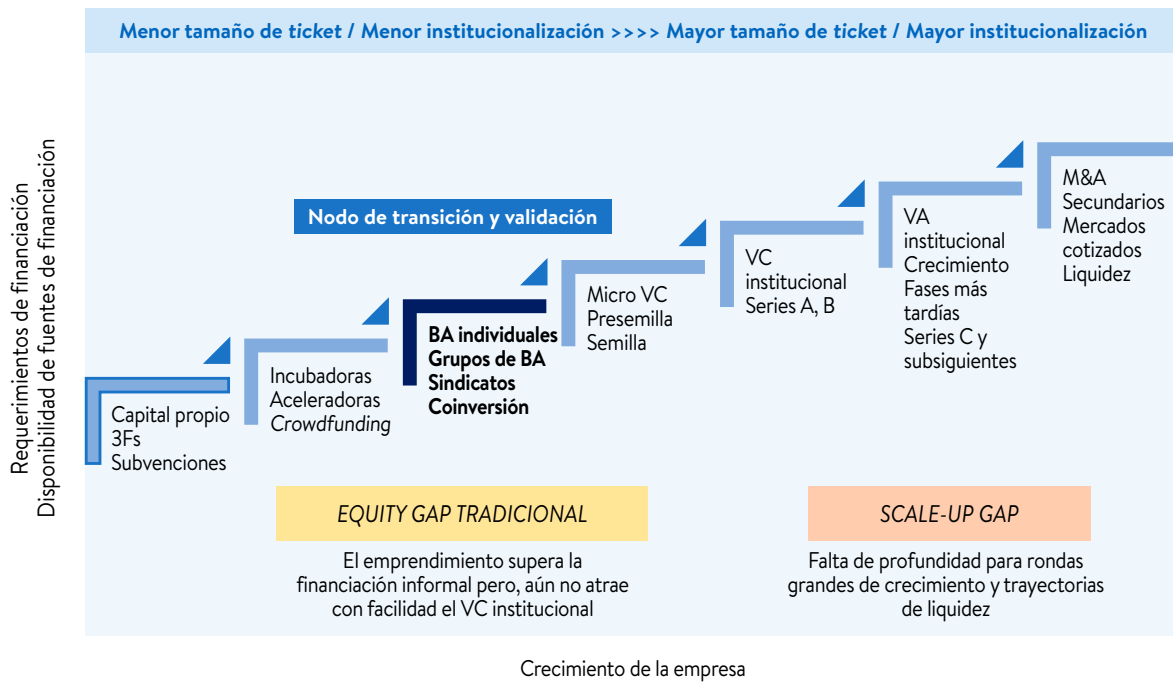 Menor tamaño de ticket / Menor institucionalización >>>> Mayor tamaño de ticket / Mayor institucionalización
Requerimientos de financiación
Disponibilidad de fuentes de financiación
Capital propio
3Fs
Subvenciones
Incubadoras
Aceleradoras
Crowdfunding
Nodo de transición y validación
BA individuales
Grupos de BA
Sindicatos
Coinversión
Micro VC
Presemilla
Semilla
VC
institucional
Series A, B
VA
institucional
Crecimiento
Fases más
tardías
Series C y
subsiguientes
M&A
Secundarios
Mercados
cotizados
Liquidez
EQUITY GAP TRADICIONAL
El emprendimiento supera la
financiación informal pero, aún no atrae
con facilidad el VC institucional
SCALE-UP GAP
Falta de profundidad para rondas
grandes de crecimiento y trayectorias
de liquidez
Crecimiento de la empresa